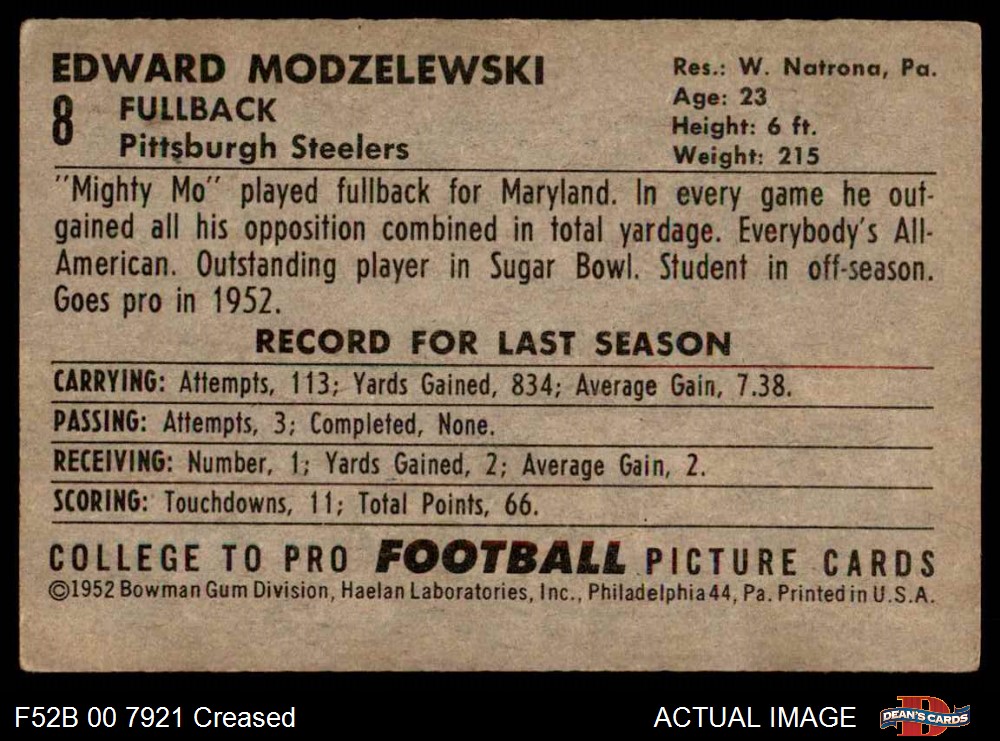 EDWARD MODZELEWSKI
8 FULLBACK
Pittsburgh Steelers
Res.: W. Natrona, Pa.
Age: 23
Height: 6 ft.
Weight: 215
"Mighty Mo" played fullback for Maryland. In every game he out-
gained all his opposition combined in total yardage. Everybody's All-
American. Outstanding player in Sugar Bowl. Student in off-season.
Goes pro in 1952.
RECORD FOR LAST SEASON
CARRYING: Attempts, 113; Yards Gained, 834; Average Gain, 7.38.
PASSING: Attempts, 3; Completed, None.
RECEIVING: Number, 1; Yards Gained, 2; Average Gain, 2.
SCORING: Touchdowns, 11; Total Points, 66.
COLLEGE TO PRO FOOTBALL PICTURE CARDS
©1952 Bowman Gum Division, Haelan Laboratories, Inc., Philadelphia 44, Pa. Printed in U.S.A.
F52B 00 7921 Creased
ACTUAL IMAGE
DEAN'S CARDS